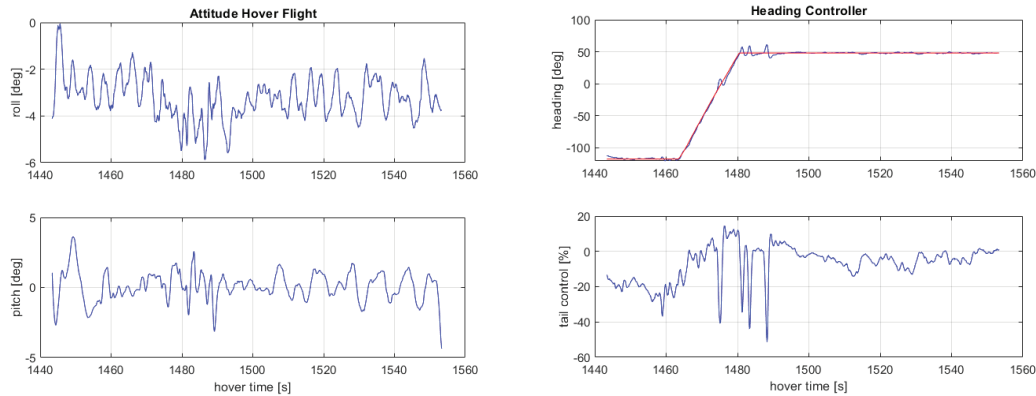 Attitude Hover Flight
roll [deg]
0
-2
-4
-6
1440 1460 1480 1500 1520 1540 1560
pitch [deg]
5
0
-5
1440 1460 1480 1500 1520 1540 1560
hover time [s]
Heading Controller
heading [deg]
100
50
0
-50
-100
1440 1460 1480 1500 1520 1540 1560
tail control [%]
20
0
-20
-40
-60
1440 1460 1480 1500 1520 1540 1560
hover time [s]